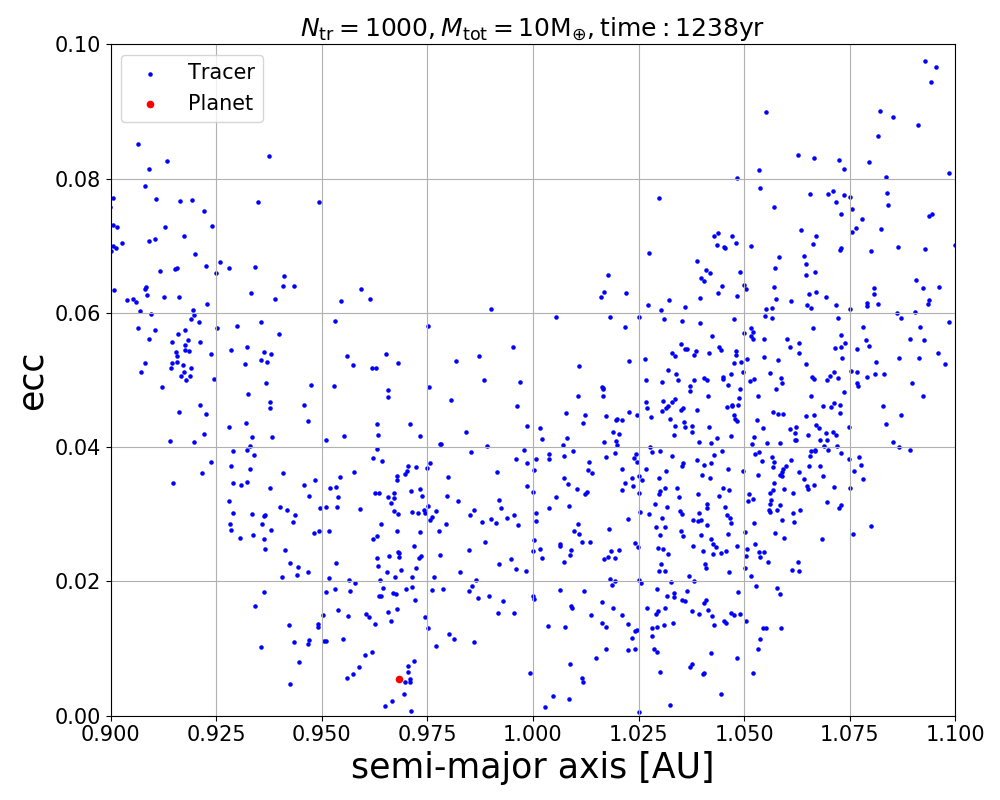 N_tr = 1000, M_tot = 10M_⊕, time : 1238yr
Tracer
Planet
0.10
0.08
0.06
0.04
0.02
0.00
ecc
0.900 0.925 0.950 0.975 1.000 1.025 1.050 1.075 1.100
semi-major axis [AU]